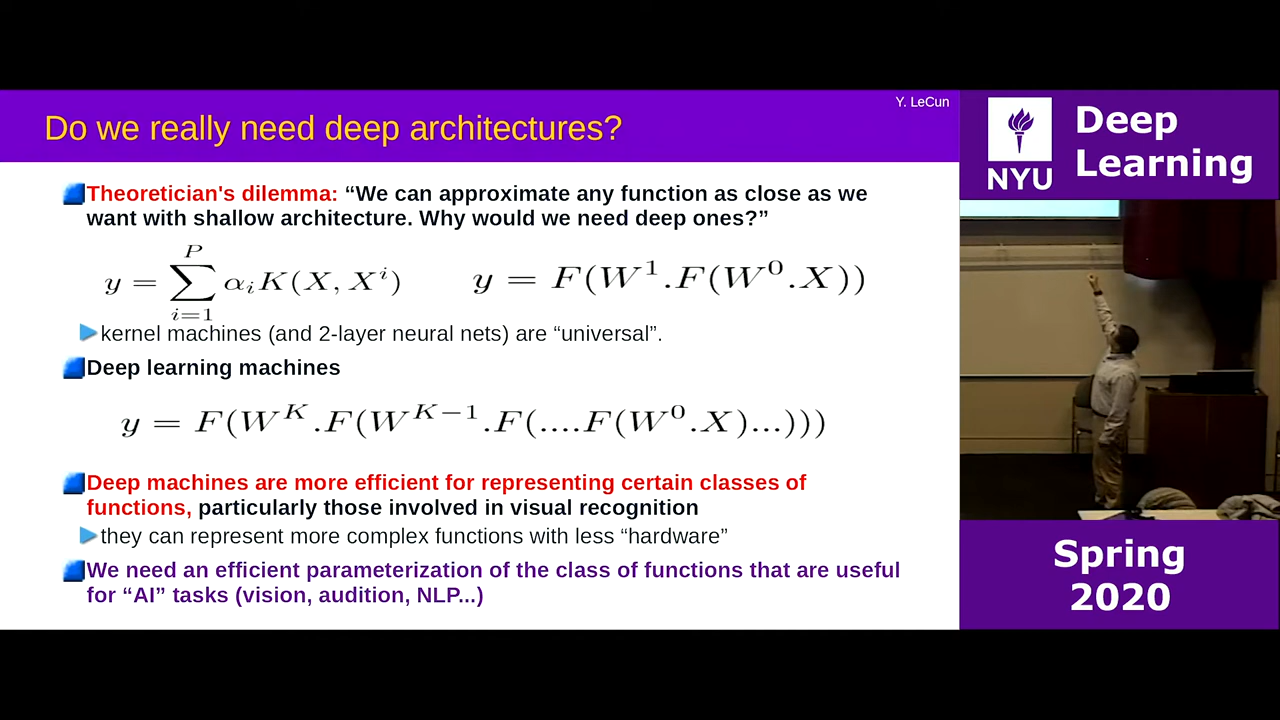 Y. LeCun
Do we really need deep architectures?
Theoretician's dilemma: “We can approximate any function as close as we
want with shallow architecture. Why would we need deep ones?”
y = \sum_{i=1}^{P} α_i K(X, X^i)    y = F(W^1.F(W^0.X))
kernel machines (and 2-layer neural nets) are “universal”.
Deep learning machines
y = F(W^K.F(W^{K-1}.F(....F(W^0.X)...)))
Deep machines are more efficient for representing certain classes of
functions, particularly those involved in visual recognition
they can represent more complex functions with less “hardware”
We need an efficient parameterization of the class of functions that are useful
for “AI” tasks (vision, audition, NLP...)
NYU
Deep
Learning
Spring
2020